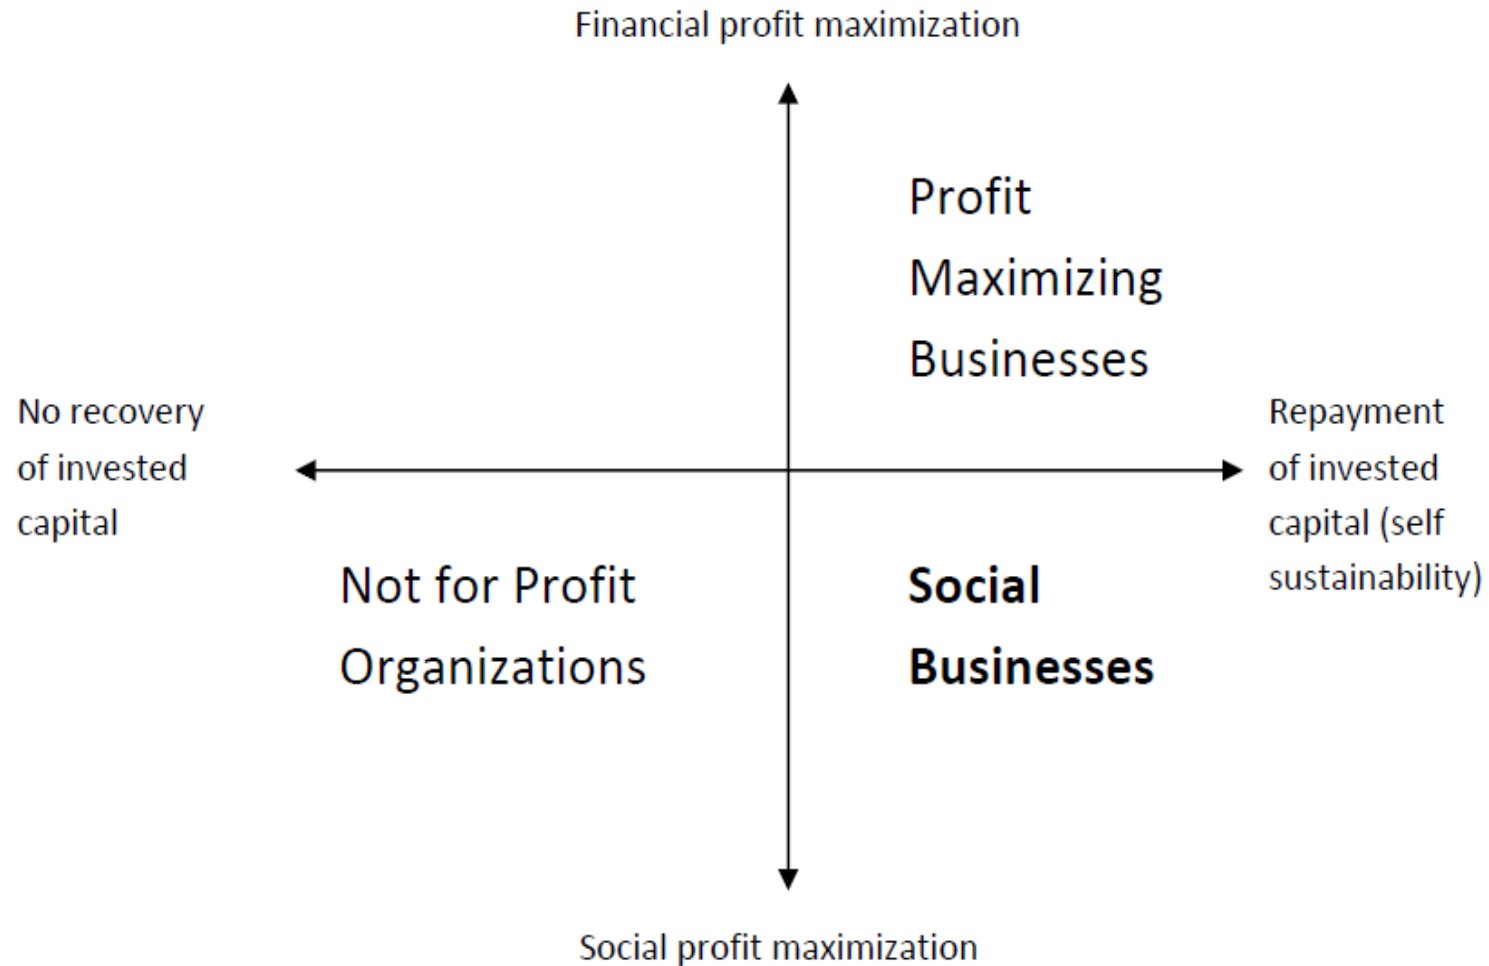 Financial profit maximization
Profit
Maximizing
Businesses
No recovery
of invested
capital
Repayment
of invested
capital (self
sustainability)
Not for Profit
Organizations
Social
Businesses
Social profit maximization